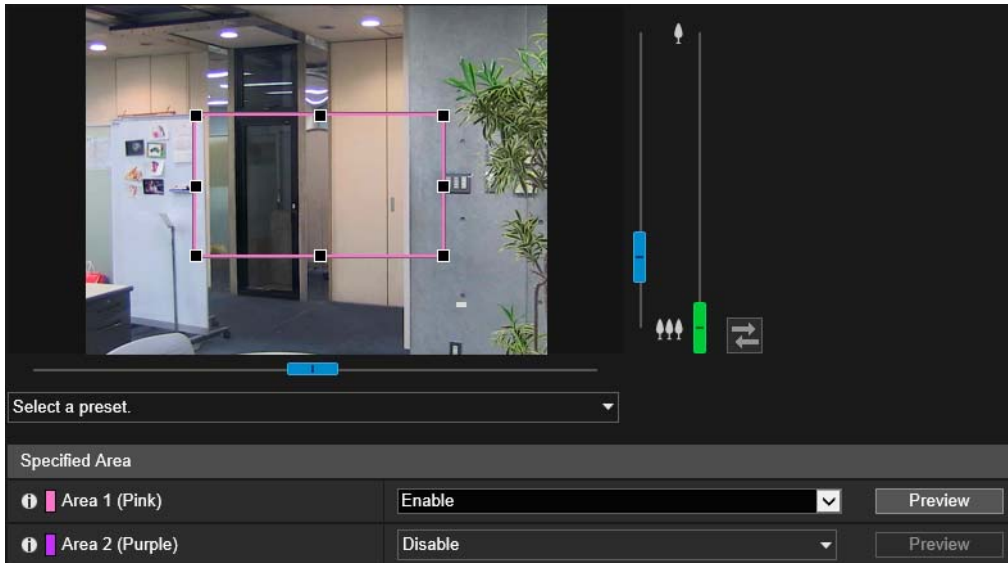 Select a preset.
Specified Area
Area 1 (Pink)
Enable
Preview
Area 2 (Purple)
Disable
Preview